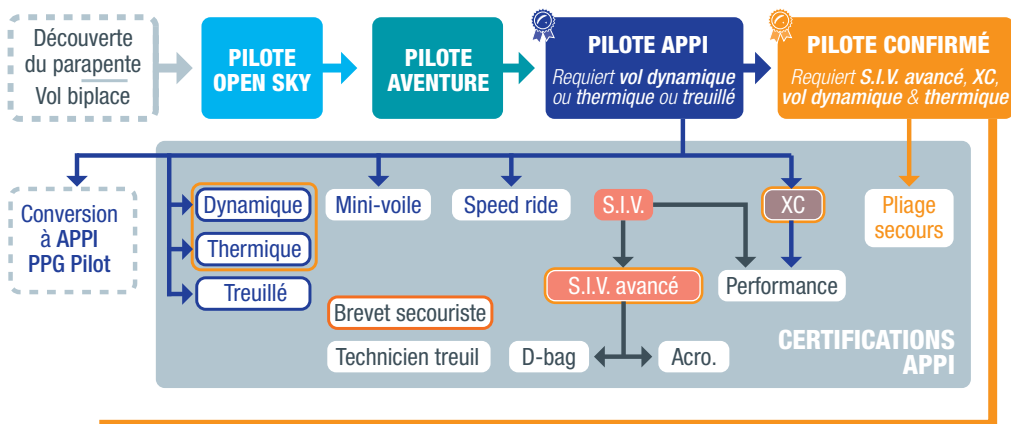 Découverte
du parapente
Vol biplace
PILOTE
OPEN SKY
PILOTE
AVENTURE
PILOTE APPI
Requiert vol dynamique
ou thermique ou treuillé
PILOTE CONFIRMÉ
Requiert S.I.V. avancé, XC,
vol dynamique & thermique
Conversion
à APPI
PPG Pilot
Dynamique
Thermique
Treuillé
Mini-voile
Speed ride
S.I.V.
XC
Pliage
secours
S.I.V. avancé
Performance
Brevet secouriste
Technicien treuil
D-bag
Acro.
CERTIFICATIONS
APPI